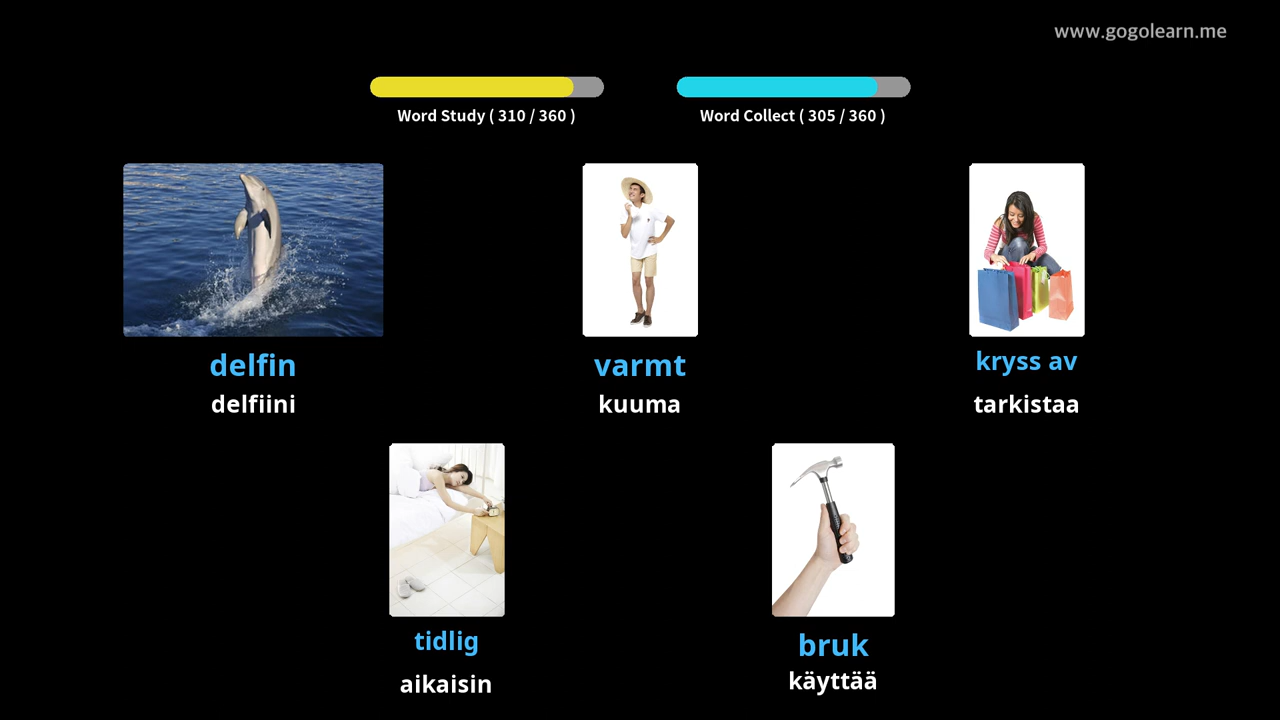 www.gogolearn.me
Word Study ( 310 / 360 )
Word Collect ( 305 / 360 )
delfin
delfiini
varmt
kuuma
kryss av
tarkistaa
tidlig
aikaisin
bruk
käyttää